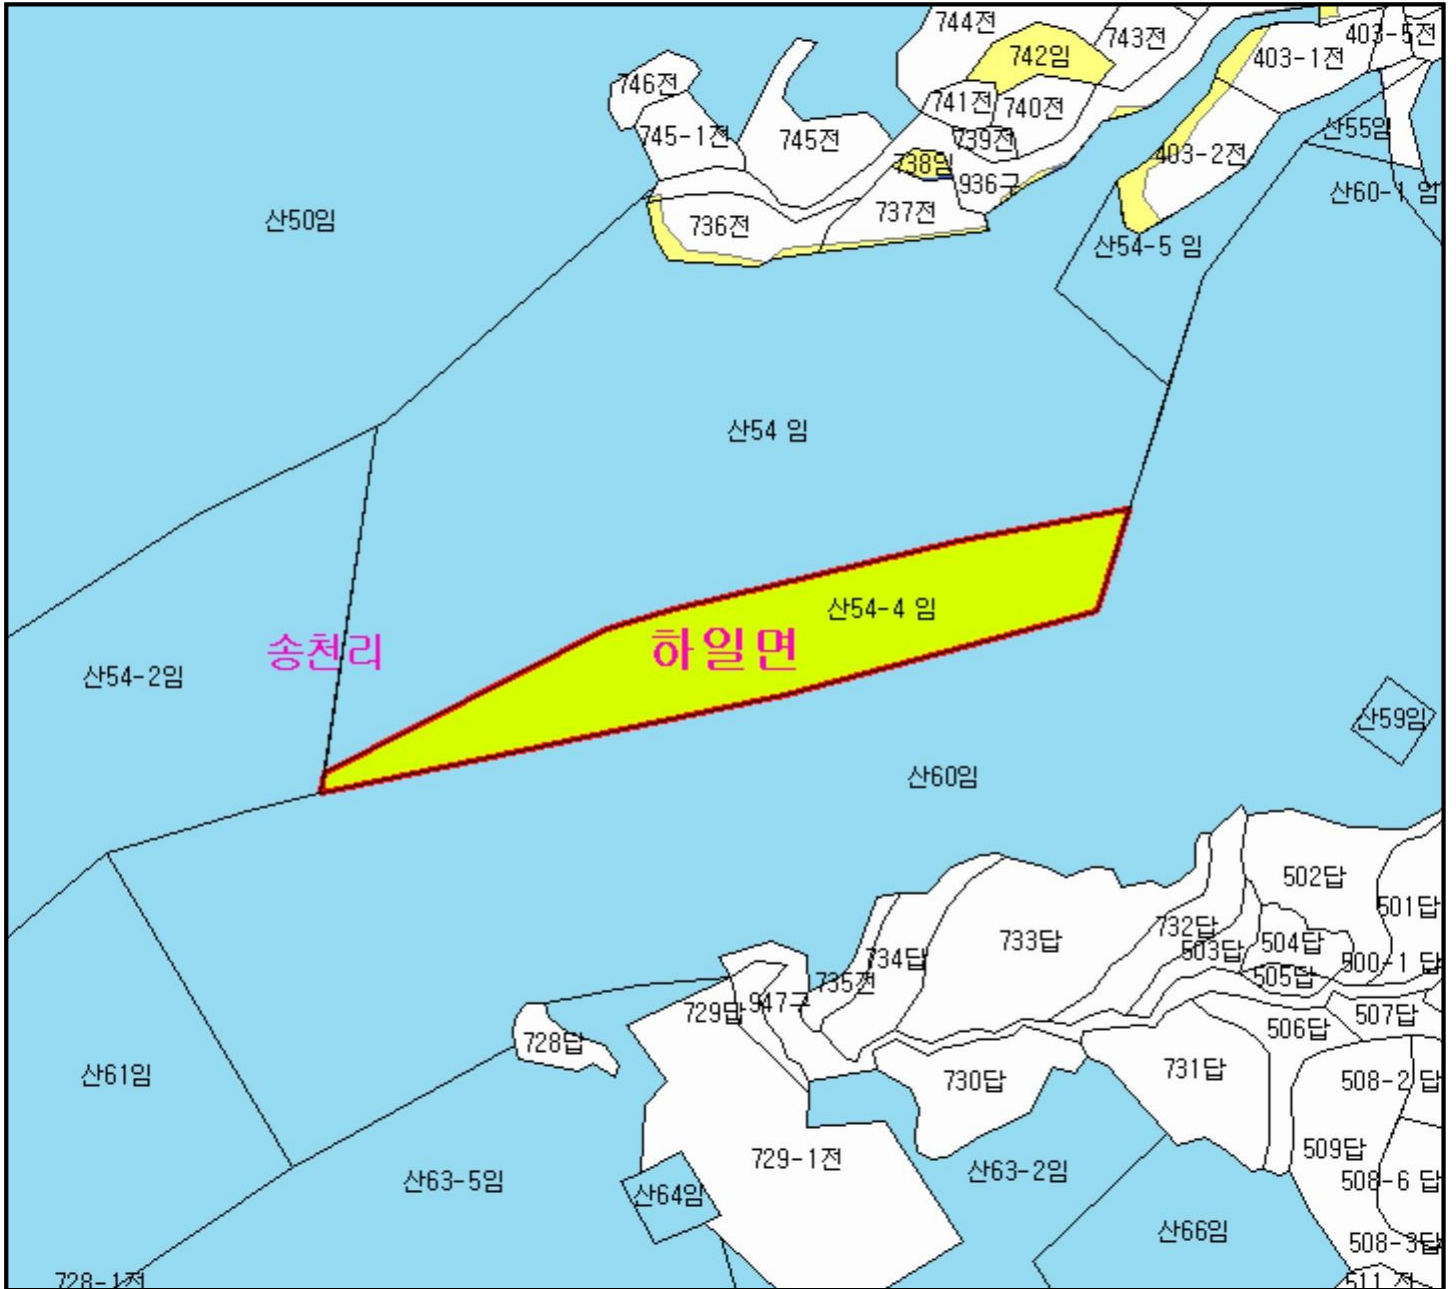 744전
743전
403-5전
742임
403-1전
746전
741전
740전
745-1전
745전
739전
산55임
738임
403-2전
936구
산60-1 임
산50임
736전
737전
산54-5 임
산54 임
산54-4 임
송천리
하일면
산54-2임
산59임
산60임
502답
501답
732답
733답
504답
503답
734답
500-1 답
505답
735전
947구
729답
507답
506답
728답
산61임
730답
731답
508-2 답
509답
729-1전
산63-2임
산63-5임
산64임
508-6 답
산66임
508-3답
728-1전
511 전